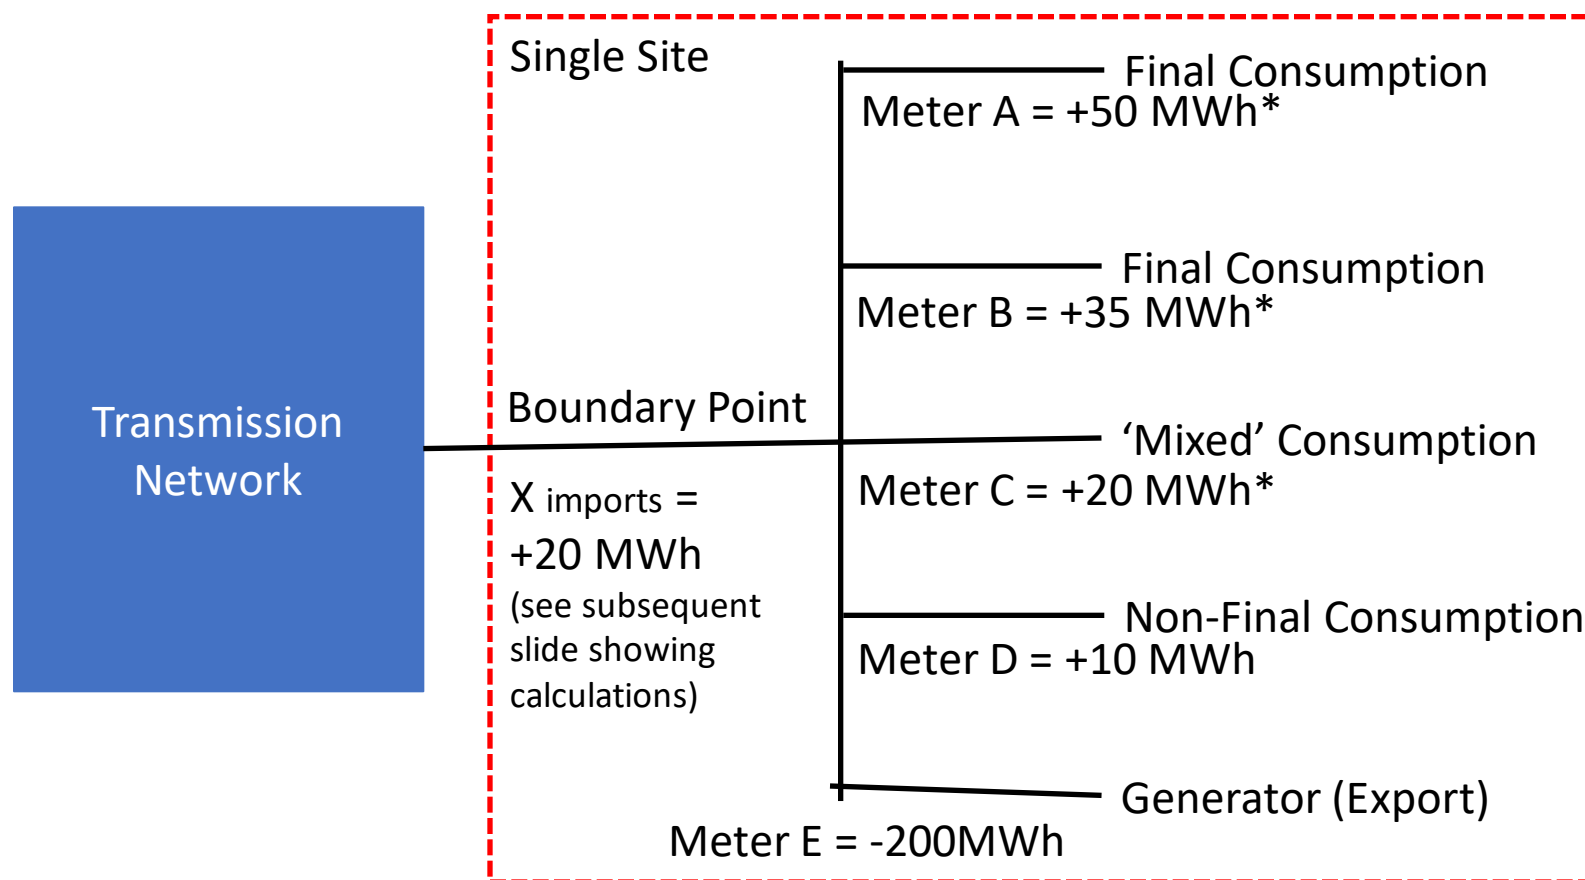 Single Site
Final Consumption
Meter A = +50 MWh*
Final Consumption
Meter B = +35 MWh*
Transmission
Network
Boundary Point
X imports =
+20 MWh
(see subsequent
slide showing
calculations)
‘Mixed’ Consumption
Meter C = +20 MWh*
Non-Final Consumption
Meter D = +10 MWh
Generator (Export)
Meter E = -200MWh